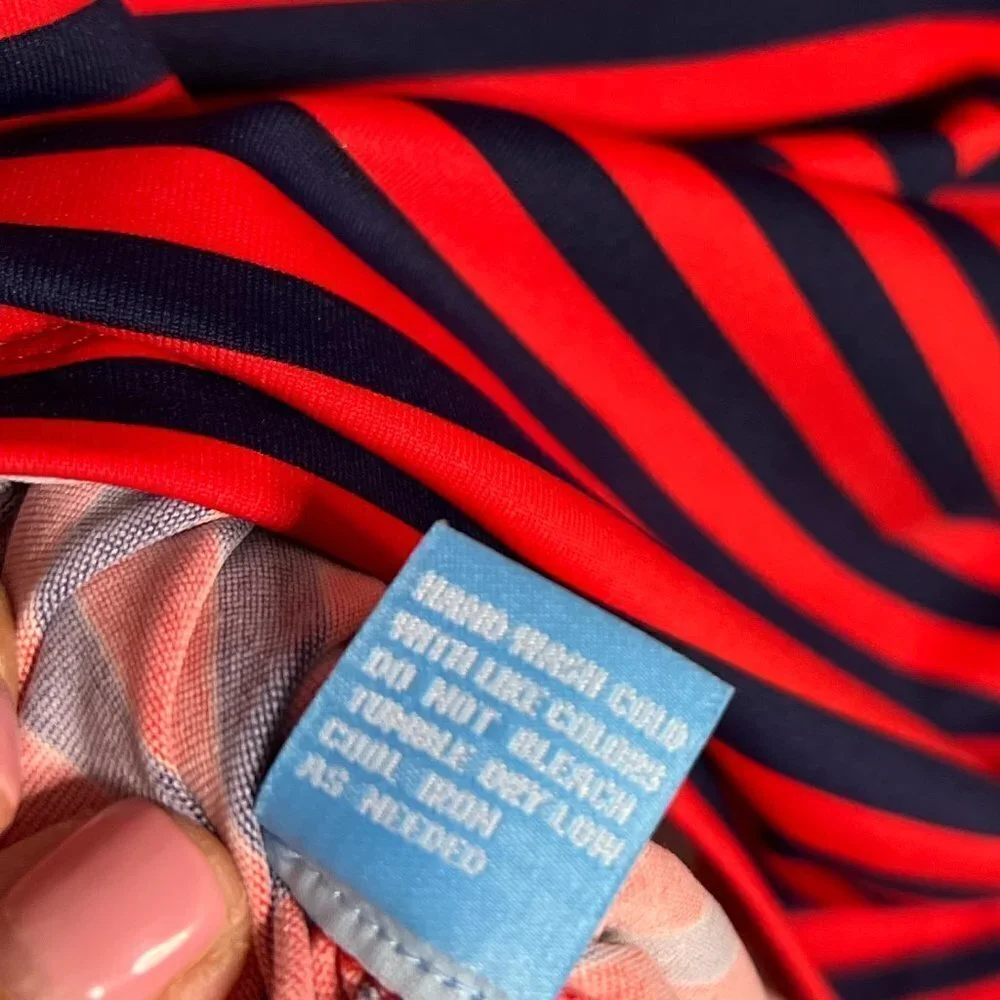 HAND WASH COLD
WITH LIKE COLORS
DO NOT BLEACH
TUMBLE DRY LOW
COOL IRON
AS NEEDED